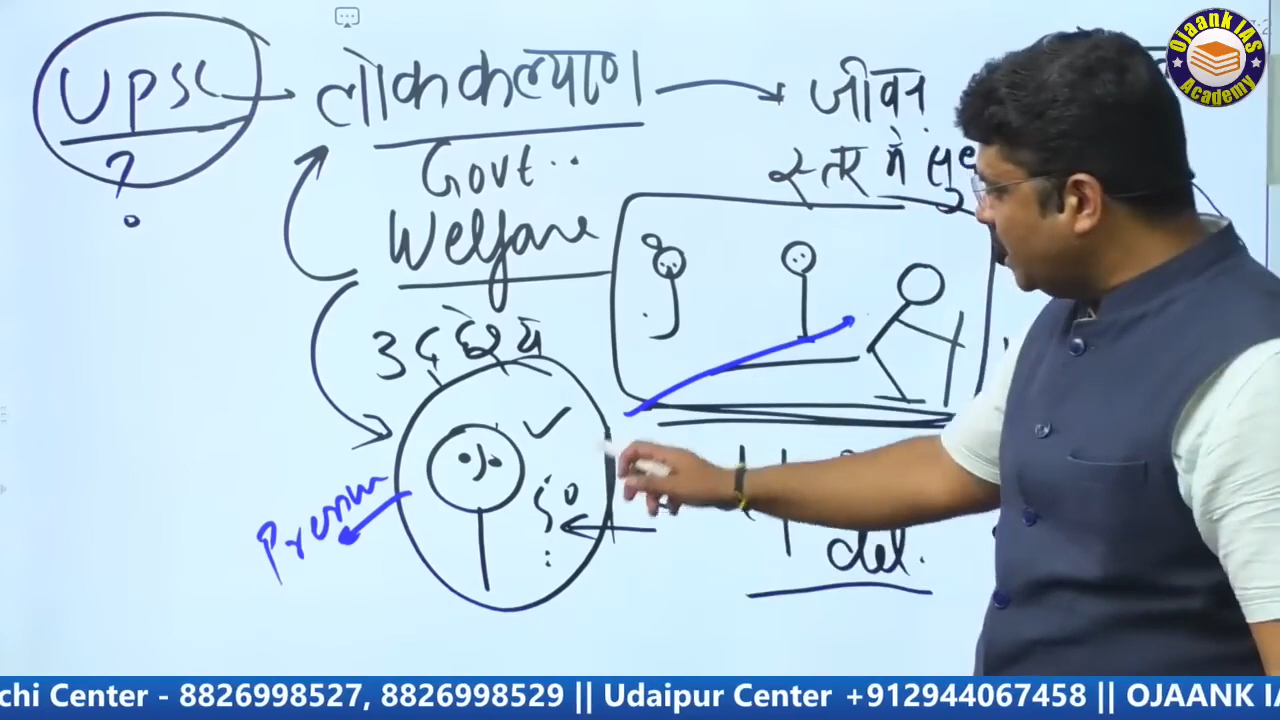 UPSC लोककल्याण जीवन
? Govt.. स्तर में
Welfare
उद्देश्य
del.
Ojaank IAS
Academy
chi Center - 8826998527, 8826998529 || Udaipur Center +912944067458 || OJAANK IA